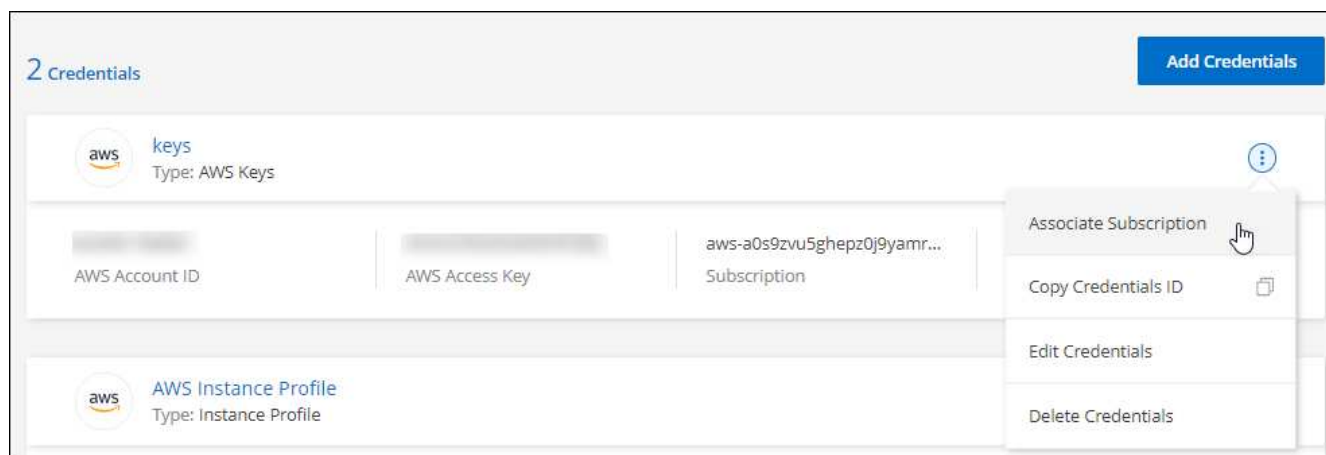 2 Credentials
Add Credentials
aws
keys
Type: AWS Keys
AWS Account ID
AWS Access Key
aws-a0s9zvu5ghepz0j9yamr...
Subscription
Associate Subscription
Copy Credentials ID
Edit Credentials
Delete Credentials
aws
AWS Instance Profile
Type: Instance Profile